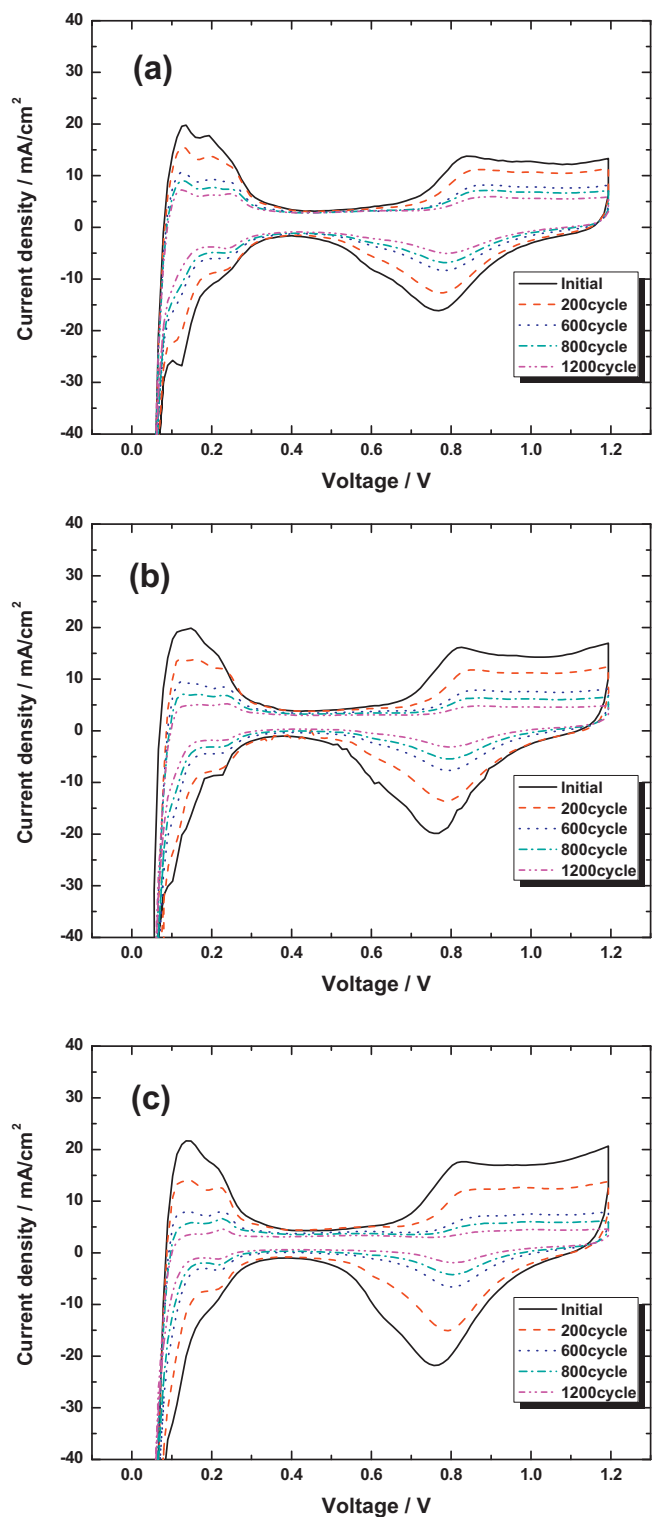 40
(a)
30
20
10
0
-10
-20
-30
-40
Current density / mA/cm²
Initial
200cycle
600cycle
800cycle
1200cycle
0.0 0.2 0.4 0.6 0.8 1.0 1.2
Voltage / V
40
(b)
30
20
10
0
-10
-20
-30
-40
Current density / mA/cm²
Initial
200cycle
600cycle
800cycle
1200cycle
0.0 0.2 0.4 0.6 0.8 1.0 1.2
Voltage / V
40
(c)
30
20
10
0
-10
-20
-30
-40
Current density / mA/cm²
Initial
200cycle
600cycle
800cycle
1200cycle
0.0 0.2 0.4 0.6 0.8 1.0 1.2
Voltage / V